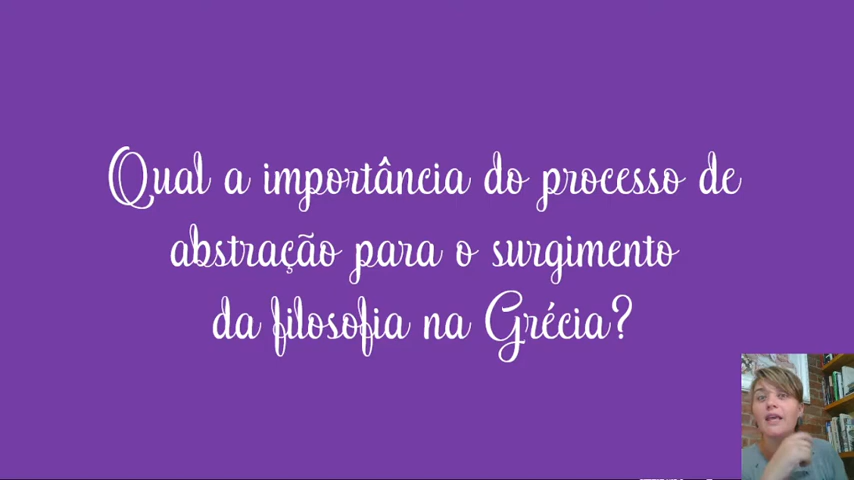 Qual a importância do processo de
abstração para o surgimento
da filosofia na Grécia?